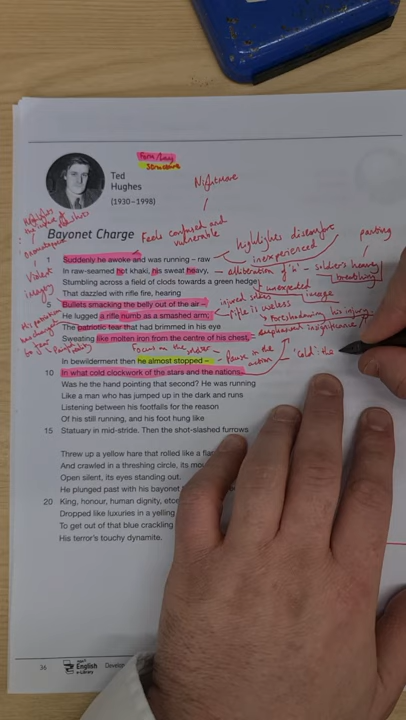 Form/Lang
Structure
Ted
Hughes
(1930–1998)
Nightmare
Bayonet Charge
Feels confused and
vulnerable
highlights discomfort
inexperienced
panting
1 Suddenly he awoke and was running – raw
In raw-seamed hot khaki, his sweat heavy,
alliteration of 'h' - soldier's heavy
breathing
Stumbling across a field of clods towards a green hedge
unexpected
image
That dazzled with rifle fire, hearing
injured
5 Bullets smacking the belly out of the air –
rifle is useless
He lugged a rifle numb as a smashed arm;
foreshadowing his injury
The patriotic tear that had brimmed in his eye
insignificance
Sweating like molten iron from the centre of his chest, –
Focus on the soldier
In bewilderment then he almost stopped –
Pause in the
action
'cold': the
10 In what cold clockwork of the stars and the nations
Was he the hand pointing that second? He was running
Like a man who has jumped up in the dark and runs
Listening between his footfalls for the reason
Of his still running, and his foot hung like
15 Statuary in mid-stride. Then the shot-slashed furrows
Threw up a yellow hare that rolled like a fla
And crawled in a threshing circle, its mou
Open silent, its eyes standing out.
He plunged past with his bayonet
20 King, honour, human dignity, etce
Dropped like luxuries in a yelling
To get out of that blue crackling
His terror's touchy dynamite.
Onomatopoeia
Violent
imagery
His patriotism
has changed
to fear
36
English
Develop